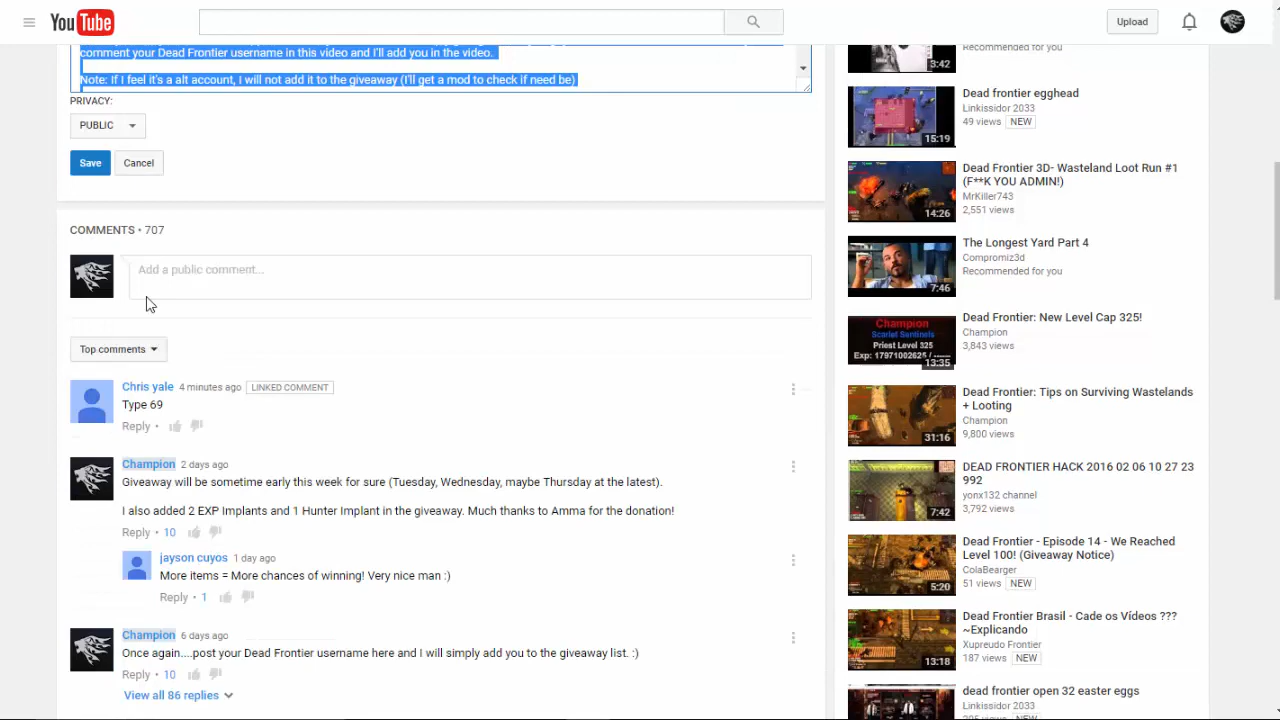 YouTube
Upload
comment your Dead Frontier username in this video and I'll add you in the video.
Note: If I feel it's a alt account, I will not add it to the giveaway (I'll get a mod to check if need be)
PRIVACY:
PUBLIC
Save
Cancel
COMMENTS • 707
Add a public comment...
Top comments
Chris yale 4 minutes ago LINKED COMMENT
Type 69
Reply •
Champion 2 days ago
Giveaway will be sometime early this week for sure (Tuesday, Wednesday, maybe Thursday at the latest).
I also added 2 EXP Implants and 1 Hunter Implant in the giveaway. Much thanks to Amma for the donation!
Reply • 10
jayson cuyos 1 day ago
More items = More chances of winning! Very nice man :)
Reply • 1
Champion 6 days ago
Once again....post your Dead Frontier username here and I will simply add you to the giveaway list. :)
Reply • 10
View all 86 replies
Recommended for you
3:42
Dead frontier egghead
Linkissidor 2033
49 views NEW
15:19
Dead Frontier 3D- Wasteland Loot Run #1
(F**K YOU ADMIN!)
MrKiller743
2,551 views
14:26
The Longest Yard Part 4
Compromiz3d
Recommended for you
7:46
Dead Frontier: New Level Cap 325!
Champion
3,843 views
Champion
Scarlet Sentinels
Priest Level 325
13:35
Dead Frontier: Tips on Surviving Wastelands
+ Looting
Champion
9,800 views
31:16
DEAD FRONTIER HACK 2016 02 06 10 27 23
992
yonx132 channel
3,792 views
7:42
Dead Frontier - Episode 14 - We Reached
Level 100! (Giveaway Notice)
ColaBearger
51 views NEW
5:20
Dead Frontier Brasil - Cade os Vídeos ???
~Explicando
Xupreudo Frontier
187 views NEW
13:18
dead frontier open 32 easter eggs
Linkissidor 2033